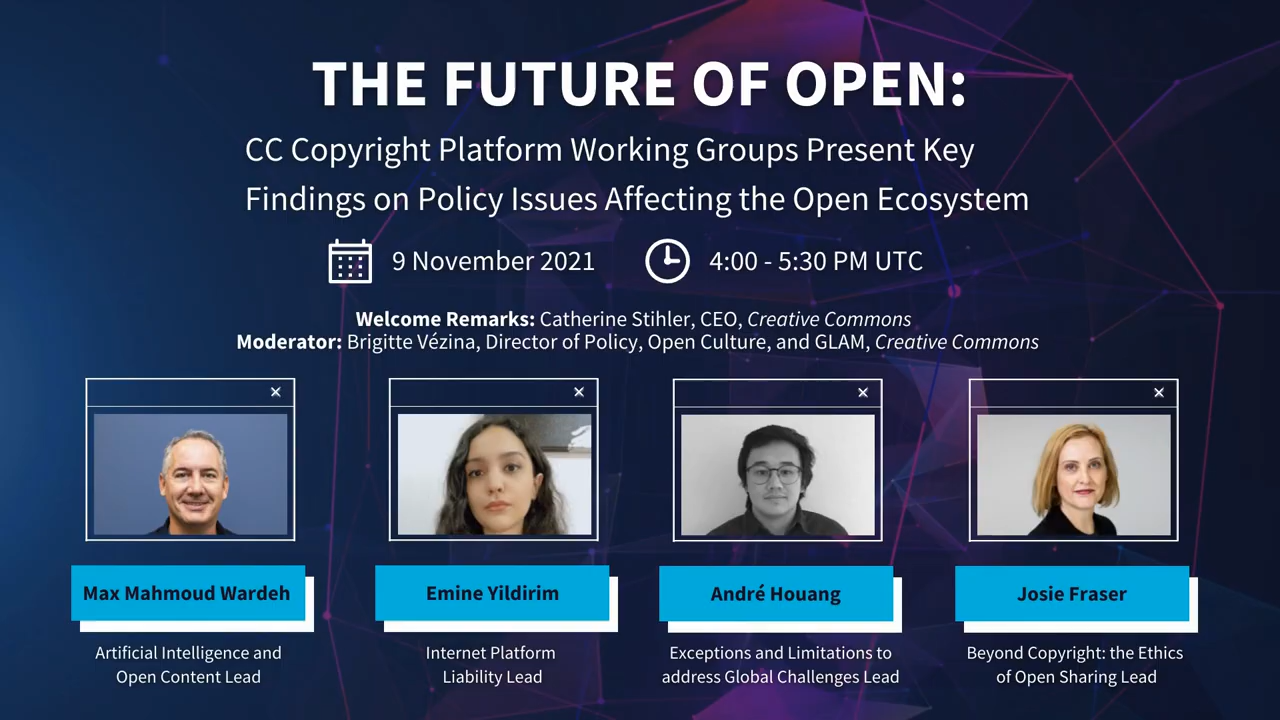 THE FUTURE OF OPEN:
CC Copyright Platform Working Groups Present Key
Findings on Policy Issues Affecting the Open Ecosystem
9 November 2021
4:00 - 5:30 PM UTC
Welcome Remarks: Catherine Stihler, CEO, Creative Commons
Moderator: Brigitte Vézina, Director of Policy, Open Culture, and GLAM, Creative Commons
Max Mahmoud Wardeh
Artificial Intelligence and
Open Content Lead
Emine Yildirim
Internet Platform
Liability Lead
André Houang
Exceptions and Limitations to
address Global Challenges Lead
Josie Fraser
Beyond Copyright: the Ethics
of Open Sharing Lead